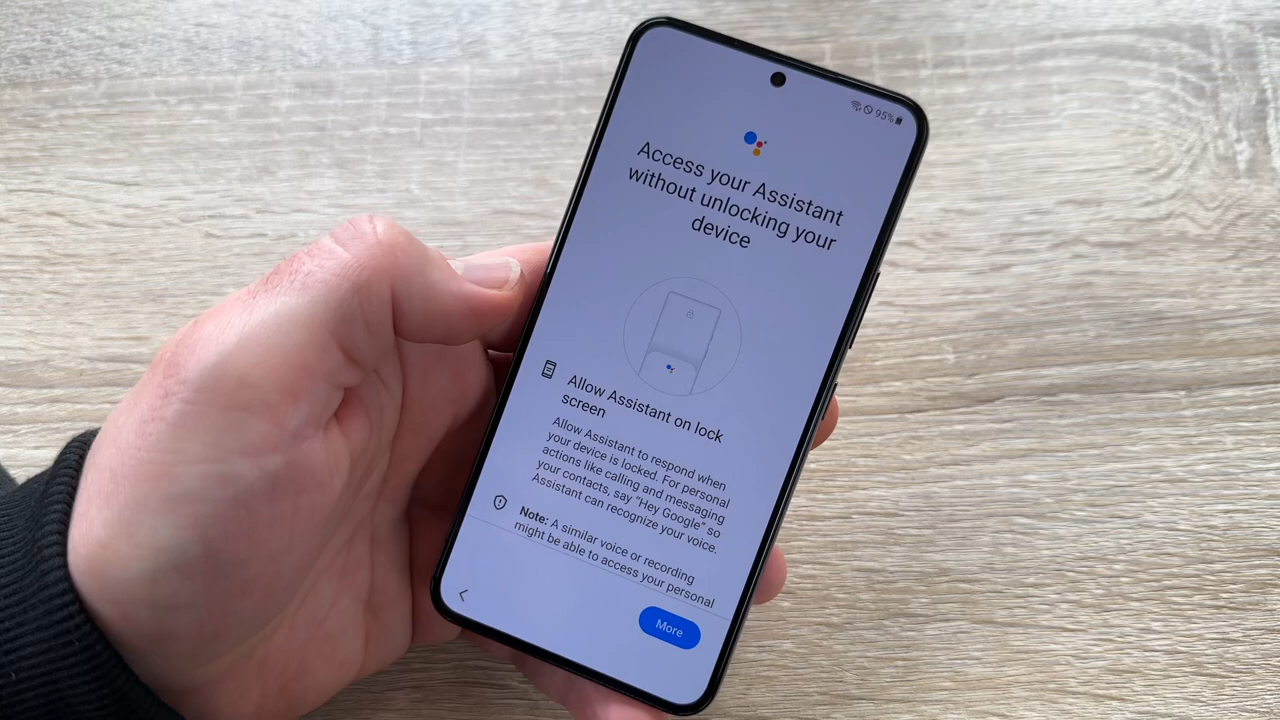 95%
Access your Assistant
without unlocking your
device
Allow Assistant on lock
screen
Allow Assistant to respond when
your device is locked. For personal
actions like calling and messaging
your contacts, say "Hey Google" so
Assistant can recognize your voice.
Note: A similar voice or recording
might be able to access your personal
More